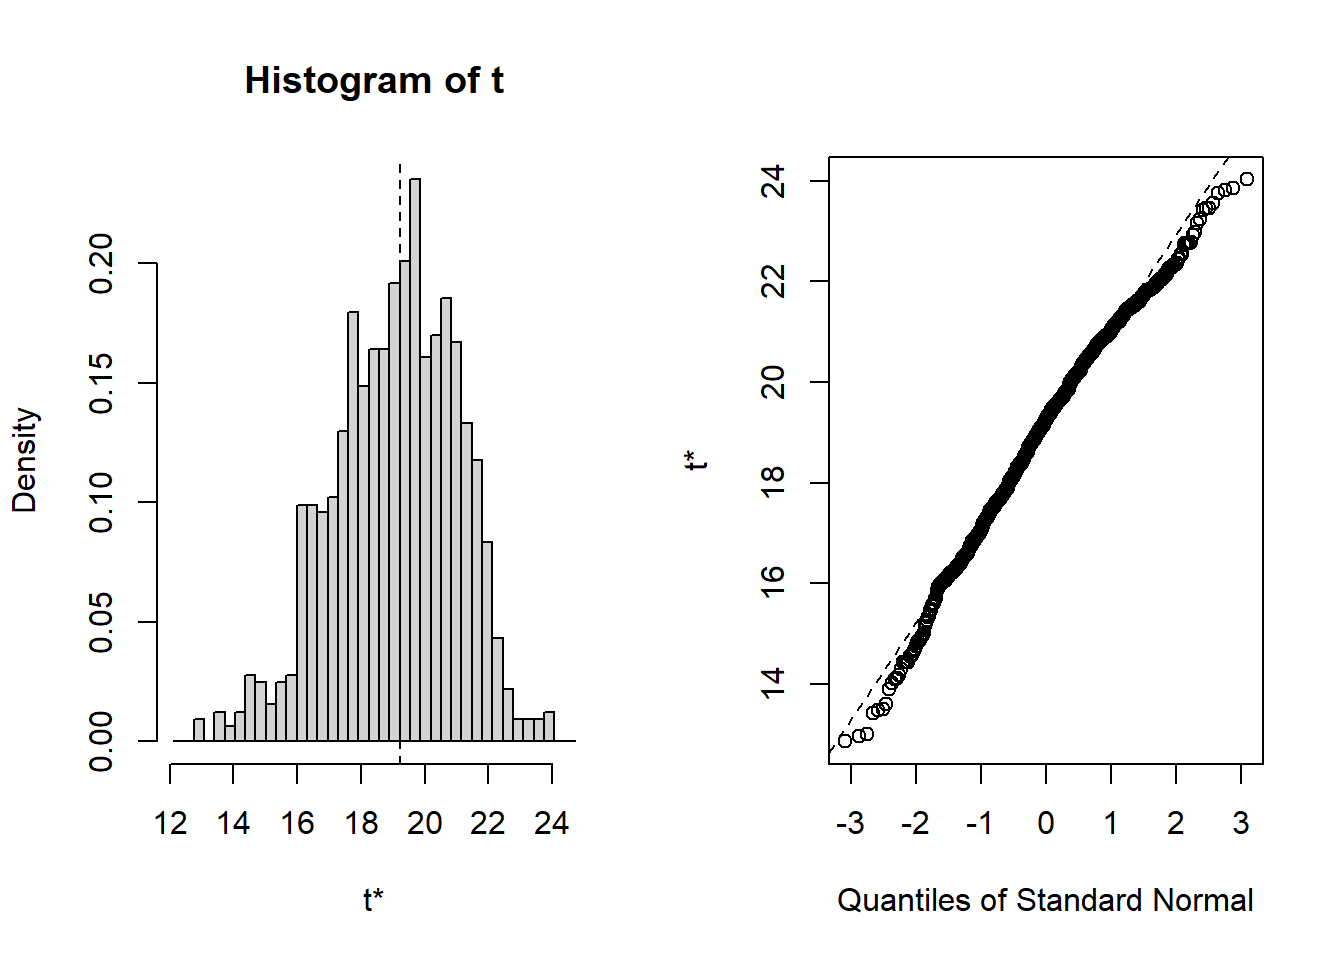 Histogram of t
Density
0.00 0.05 0.10 0.15 0.20
12 14 16 18 20 22 24
t*
t*
14 16 18 20 22 24
-3 -2 -1 0 1 2 3
Quantiles of Standard Normal